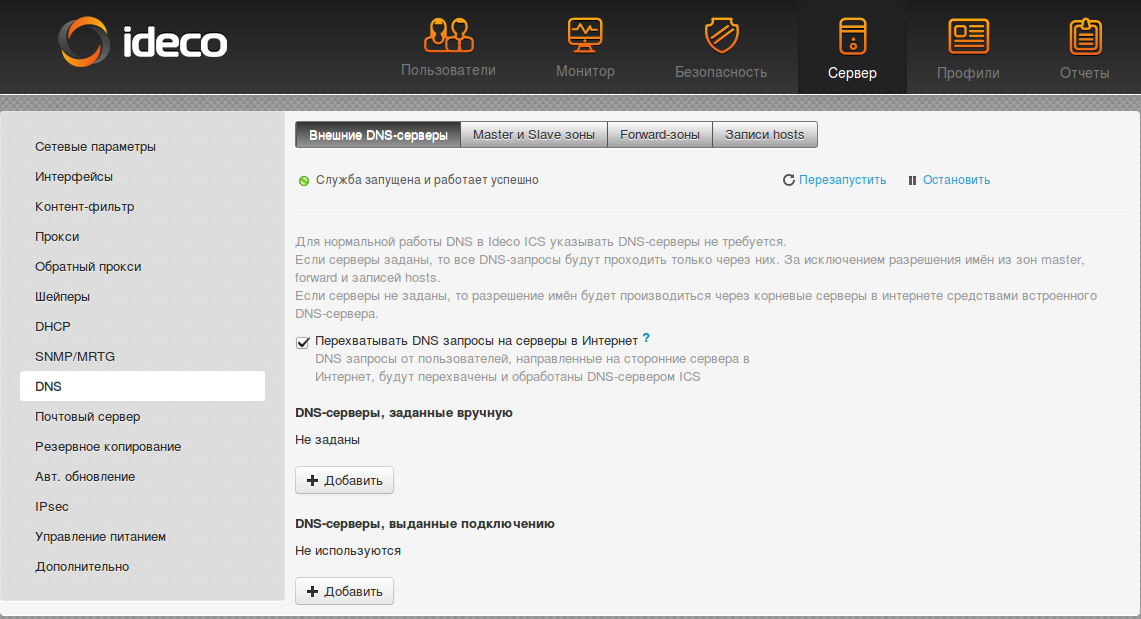 ideco
Пользователи
Монитор
Безопасность
Сервер
Профили
Отчеты
Сетевые параметры
Интерфейсы
Контент-фильтр
Прокси
Обратный прокси
Шейперы
DHCP
SNMP/MRTG
DNS
Почтовый сервер
Резервное копирование
Авт. обновление
IPsec
Управление питанием
Дополнительно
Внешние DNS-серверы
Master и Slave зоны
Forward-зоны
Записи hosts
Служба запущена и работает успешно
Перезапустить
Остановить
Для нормальной работы DNS в Ideco ICS указывать DNS-серверы не требуется.
Если серверы заданы, то все DNS-запросы будут проходить только через них. За исключением разрешения имён из зон master,
forward и записей hosts.
Если серверы не заданы, то разрешение имён будет производиться через корневые серверы в интернете средствами встроенного
DNS-сервера.
Перехватывать DNS запросы на серверы в Интернет ?
DNS запросы от пользователей, направленные на сторонние сервера в
Интернет, будут перехвачены и обработаны DNS-сервером ICS
DNS-серверы, заданные вручную
Не заданы
Добавить
DNS-серверы, выданные подключению
Не используются
Добавить